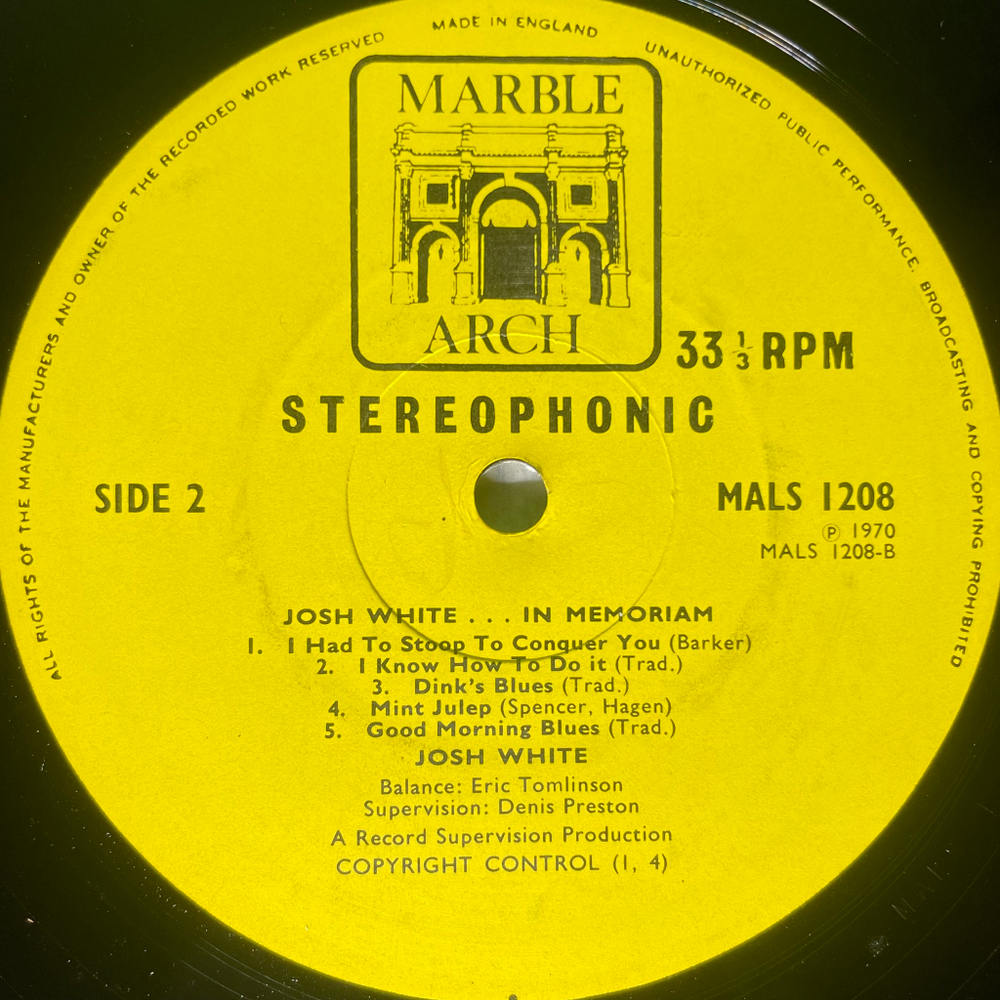 ALL RIGHTS OF THE MANUFACTURERS AND OWNER OF THE RECORDED WORK RESERVED
MADE IN ENGLAND
UNAUTHORIZED PUBLIC PERFORMANCE, BROADCASTING AND COPYING PROHIBITED
MARBLE
ARCH
33 1/3 RPM
STEREOPHONIC
SIDE 2
MALS 1208
℗ 1970
MALS 1208-B
JOSH WHITE . . . IN MEMORIAM
1. I Had To Stoop To Conquer You (Barker)
2. I Know How To Do it (Trad.)
3. Dink's Blues (Trad.)
4. Mint Julep (Spencer, Hagen)
5. Good Morning Blues (Trad.)
JOSH WHITE
Balance: Eric Tomlinson
Supervision: Denis Preston
A Record Supervision Production
COPYRIGHT CONTROL (1, 4)